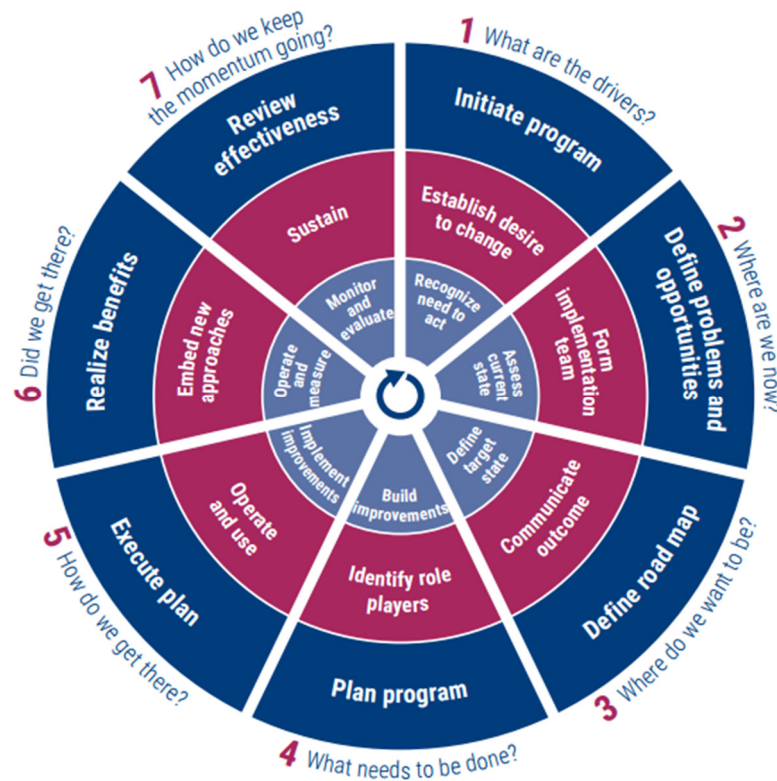 1 What are the drivers?
Initiate program
Establish desire
to change
Recognize
need to
act
2 Where are we now?
Define problems and
opportunities
Form
implementation
team
Assess
current
state
3 Where do we want to be?
Define road map
Communicate
outcome
Define
target
state
4 What needs to be done?
Plan program
Identify role
players
Build
improvements
5 How do we get there?
Execute plan
Operate
and use
Implement
improvements
6 Did we get there?
Realize benefits
Embed new
approaches
Operate
and
measure
7 How do we keep
the momentum going?
Review
effectiveness
Sustain
Monitor
and
evaluate